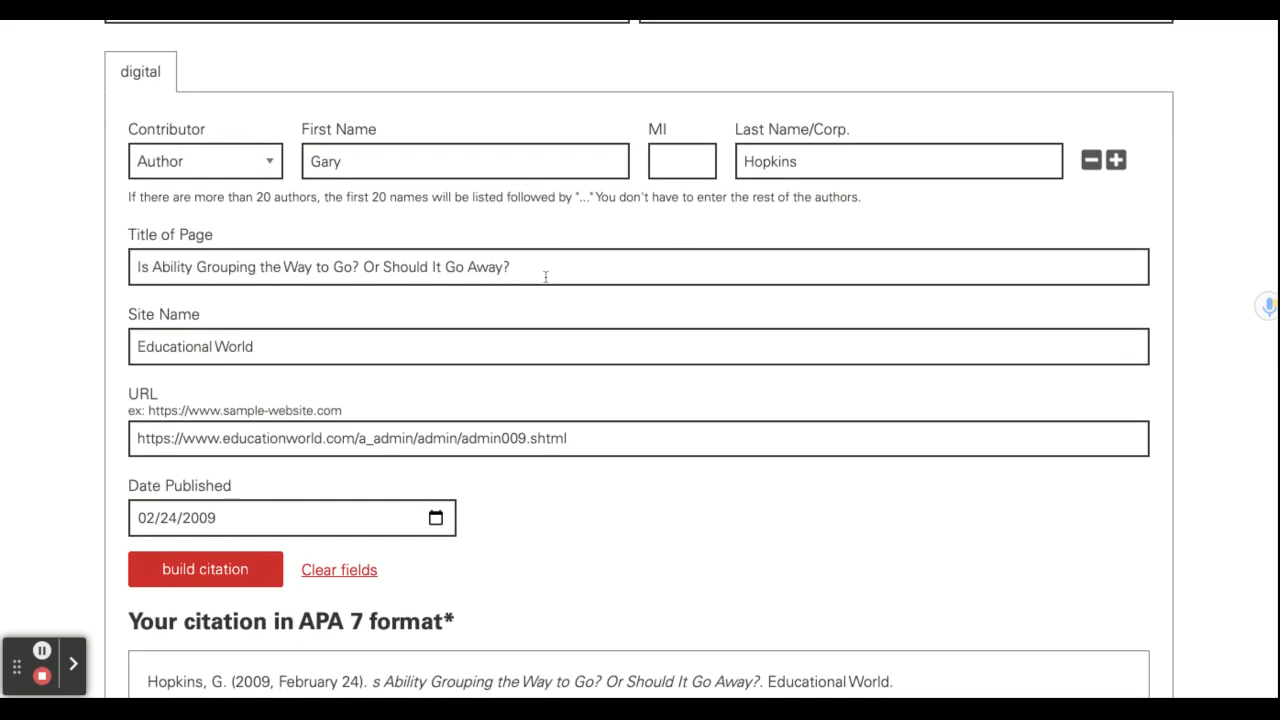 digital
Contributor First Name MI Last Name/Corp.
Author Gary Hopkins
If there are more than 20 authors, the first 20 names will be listed followed by "..." You don't have to enter the rest of the authors.
Title of Page
Is Ability Grouping the Way to Go? Or Should It Go Away?
Site Name
Educational World
URL
ex: https://www.sample-website.com
https://www.educationworld.com/a_admin/admin/admin009.shtml
Date Published
02/24/2009
build citation Clear fields
Your citation in APA 7 format*
Hopkins, G. (2009, February 24). s Ability Grouping the Way to Go? Or Should It Go Away?. Educational World.